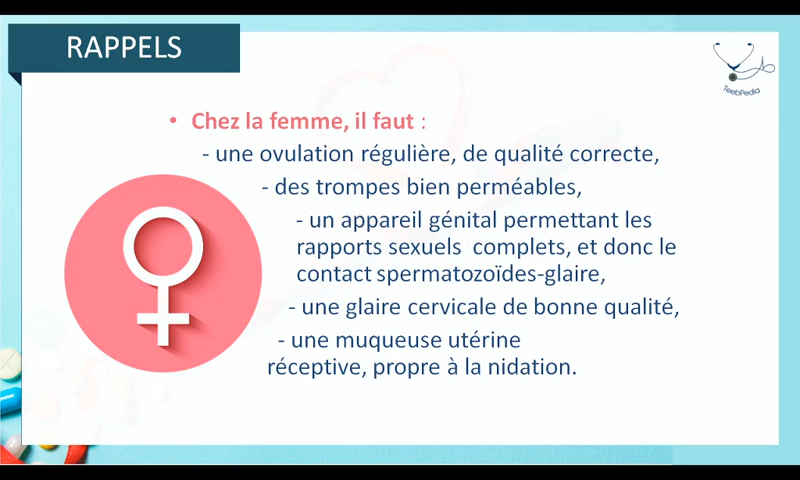 RAPPELS
TeebPedia
• Chez la femme, il faut :
- une ovulation régulière, de qualité correcte,
- des trompes bien perméables,
- un appareil génital permettant les
rapports sexuels complets, et donc le
contact spermatozoïdes-glaire,
- une glaire cervicale de bonne qualité,
- une muqueuse utérine
réceptive, propre à la nidation.